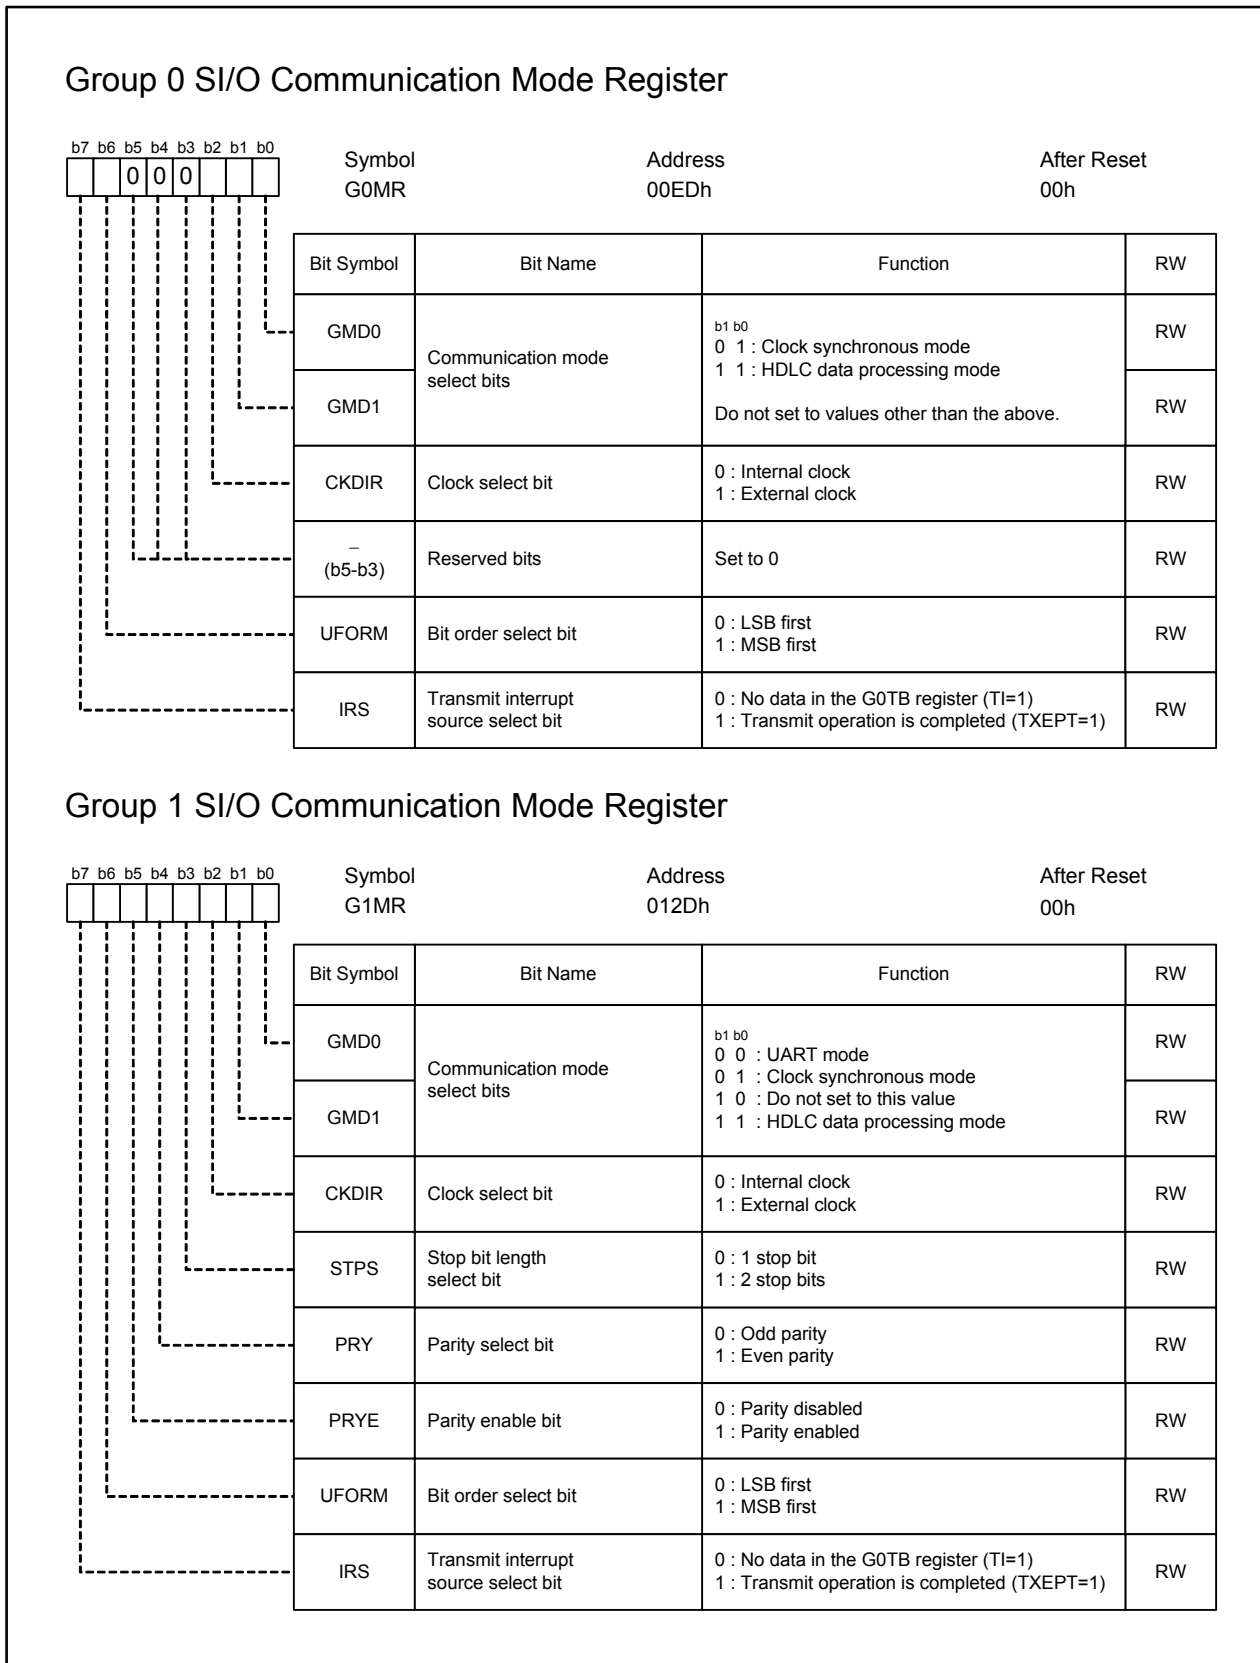 Group 0 SI/O Communication Mode Register
b7 b6 b5 b4 b3 b2 b1 b0
0 0 0
Symbol Address After Reset
G0MR 00EDh 00h
Bit Symbol Bit Name Function RW
GMD0 RW
GMD1 RW
Communication mode
select bits
b1 b0
0 1 : Clock synchronous mode
1 1 : HDLC data processing mode
Do not set to values other than the above.
CKDIR Clock select bit RW
0 : Internal clock
1 : External clock
–
(b5-b3) Reserved bits Set to 0 RW
UFORM Bit order select bit RW
0 : LSB first
1 : MSB first
IRS RW
Transmit interrupt
source select bit
0 : No data in the G0TB register (TI=1)
1 : Transmit operation is completed (TXEPT=1)
Group 1 SI/O Communication Mode Register
b7 b6 b5 b4 b3 b2 b1 b0
Symbol Address After Reset
G1MR 012Dh 00h
Bit Symbol Bit Name Function RW
GMD0 RW
GMD1 RW
Communication mode
select bits
b1 b0
0 0 : UART mode
0 1 : Clock synchronous mode
1 0 : Do not set to this value
1 1 : HDLC data processing mode
CKDIR Clock select bit RW
0 : Internal clock
1 : External clock
STPS RW
Stop bit length
select bit
0 : 1 stop bit
1 : 2 stop bits
PRY Parity select bit RW
0 : Odd parity
1 : Even parity
PRYE Parity enable bit RW
0 : Parity disabled
1 : Parity enabled
UFORM Bit order select bit RW
0 : LSB first
1 : MSB first
IRS RW
Transmit interrupt
source select bit
0 : No data in the G0TB register (TI=1)
1 : Transmit operation is completed (TXEPT=1)